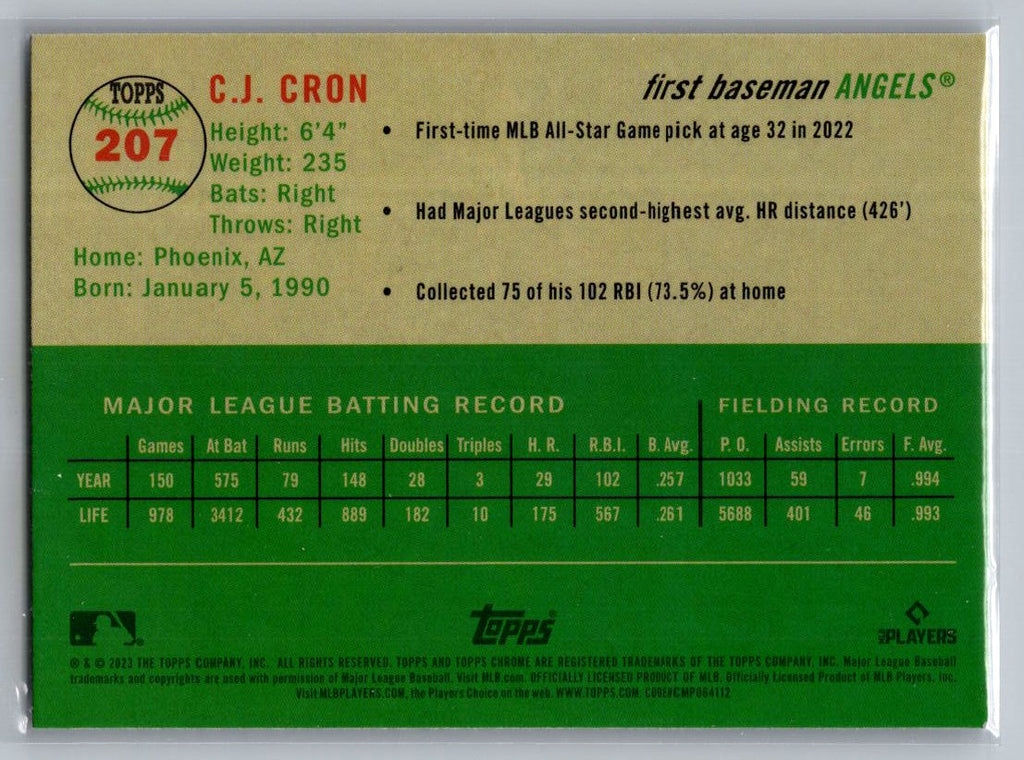 TOPPS
207
C.J. CRON
first baseman ANGELS®
Height: 6'4"
Weight: 235
Bats: Right
Throws: Right
Home: Phoenix, AZ
Born: January 5, 1990
• First-time MLB All-Star Game pick at age 32 in 2022
• Had Major Leagues second-highest avg. HR distance (426')
• Collected 75 of his 102 RBI (73.5%) at home
MAJOR LEAGUE BATTING RECORD FIELDING RECORD
Games At Bat Runs Hits Doubles Triples H. R. R.B.I. B. Avg. P. O. Assists Errors F. Avg.
YEAR 150 575 79 148 28 3 29 102 .257 1033 59 7 .994
LIFE 978 3412 432 889 182 10 175 567 .261 5688 401 46 .993
Topps®
PLAYERS
® & © 2023 THE TOPPS COMPANY, INC. ALL RIGHTS RESERVED. TOPPS AND TOPPS CHROME ARE REGISTERED TRADEMARKS OF THE TOPPS COMPANY, INC. Major League Baseball
trademarks and copyrights are used with permission of Major League Baseball. Visit MLB.com. OFFICIALLY LICENSED PRODUCT OF MLB. Officially Licensed Product of MLB Players, Inc.
Visit MLBPLAYERS.COM, the Players Choice on the web. WWW.TOPPS.COM CODE#CMP064112